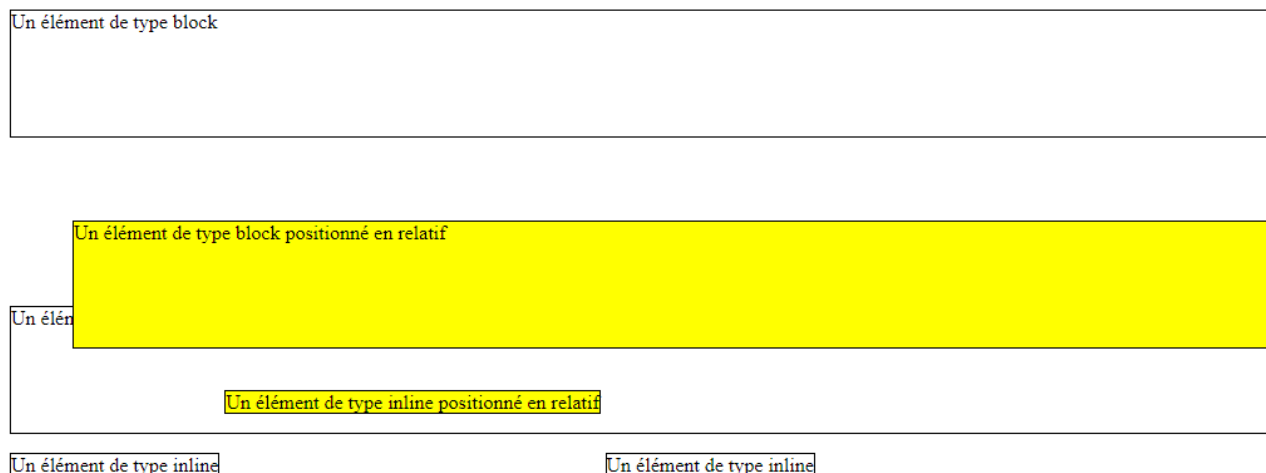 Un élément de type block
Un élément de type block positionné en relatif
Un
Un élément de type inline positionné en relatif
Un élément de type inline
Un élément de type inline